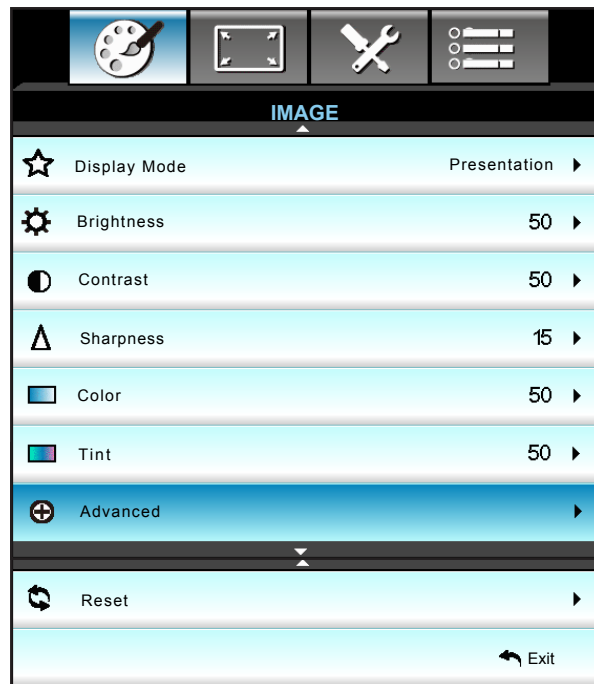 IMAGE
Display Mode Presentation
Brightness 50
Contrast 50
Sharpness 15
Color 50
Tint 50
Advanced
Reset
Exit